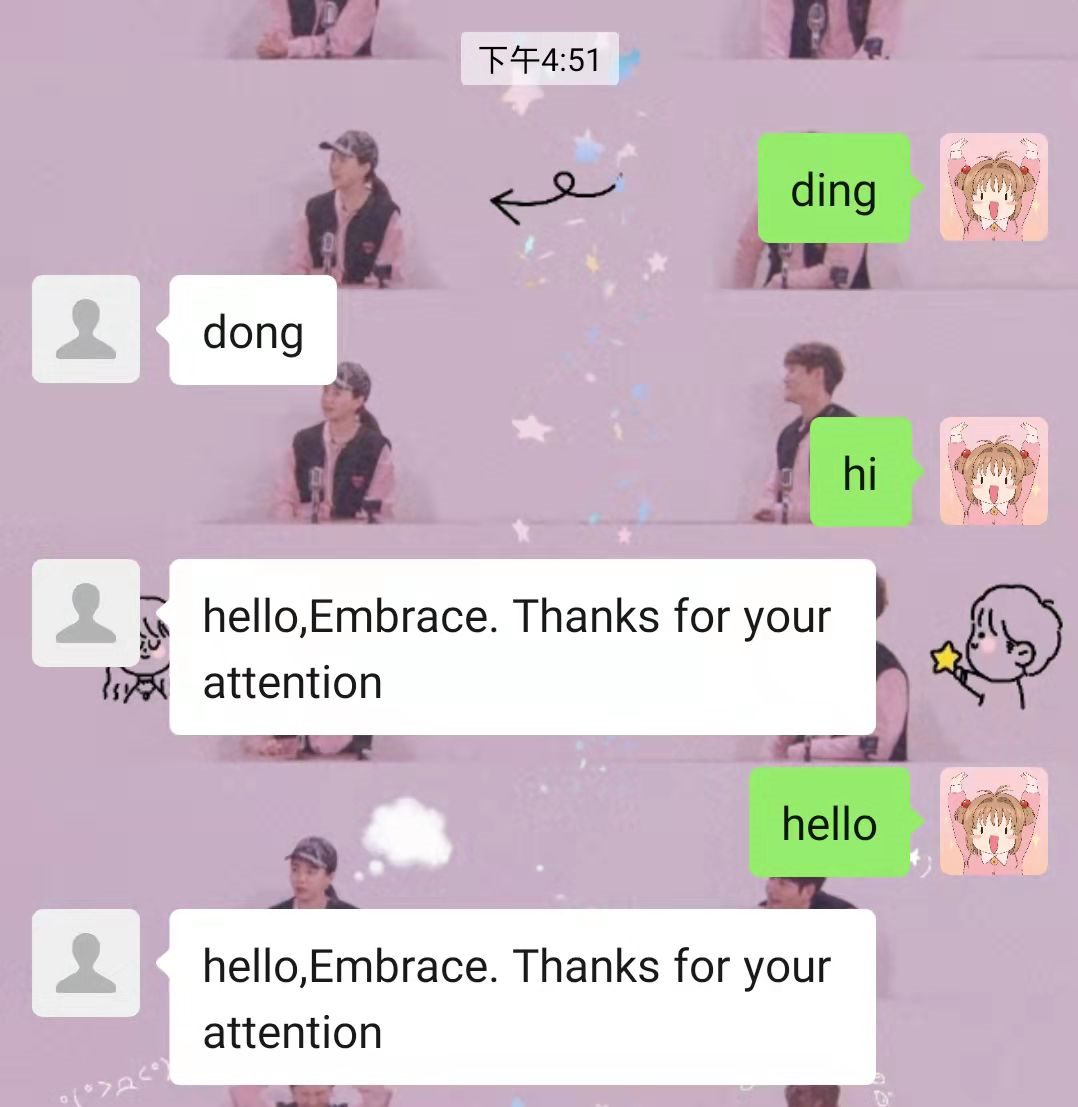 下午4:51
ding
dong
hi
hello,Embrace. Thanks for your
attention
hello
hello,Embrace. Thanks for your
attention